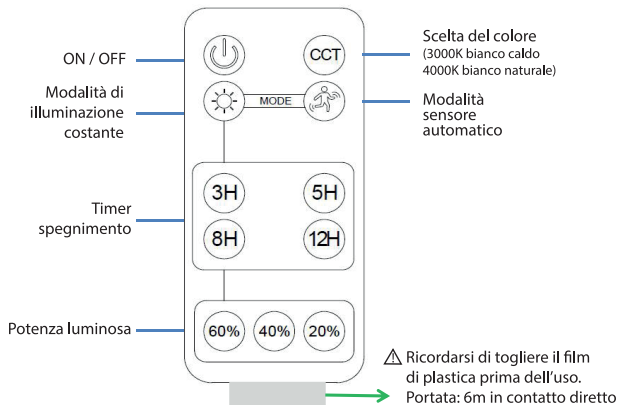 ON / OFF
CCT
Scelta del colore
(3000K bianco caldo
4000K bianco naturale)
Modalità di
illuminazione
costante
MODE
Modalità
sensore
automatico
Timer
spegnimento
3H
5H
8H
12H
Potenza luminosa
60%
40%
20%
Ricordarsi di togliere il film
di plastica prima dell'uso.
Portata: 6m in contatto diretto